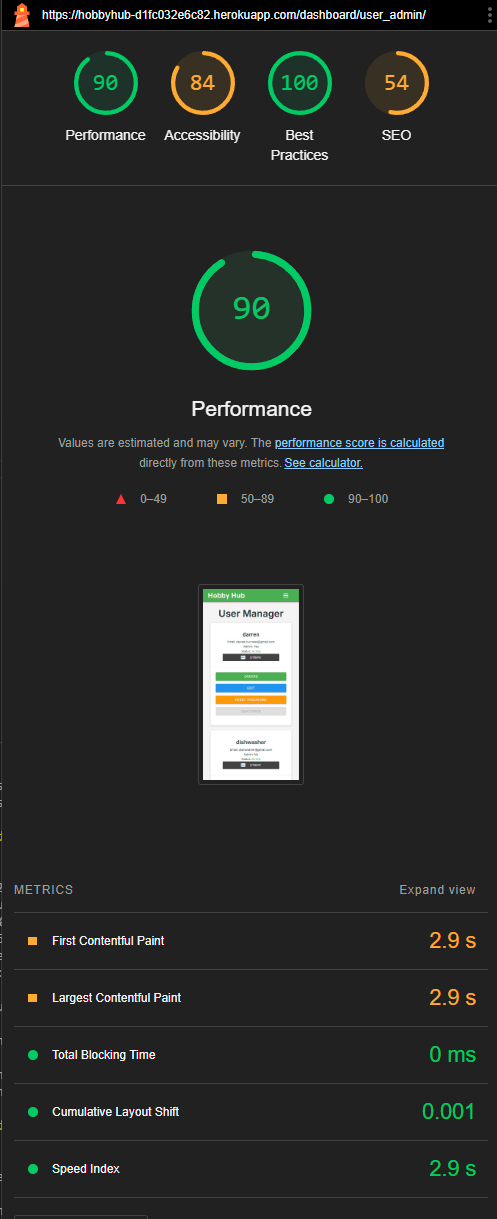 https://hobbyhub-d1fc032e6c82.herokuapp.com/dashboard/user_admin/
90
84
100
54
Performance
Accessibility
Best
Practices
SEO
90
Performance
Values are estimated and may vary. The performance score is calculated
directly from these metrics. See calculator.
0–49
50–89
90–100
Hobby Hub
User Manager
darren
dishwasher
METRICS
Expand view
First Contentful Paint
2.9 s
Largest Contentful Paint
2.9 s
Total Blocking Time
0 ms
Cumulative Layout Shift
0.001
Speed Index
2.9 s